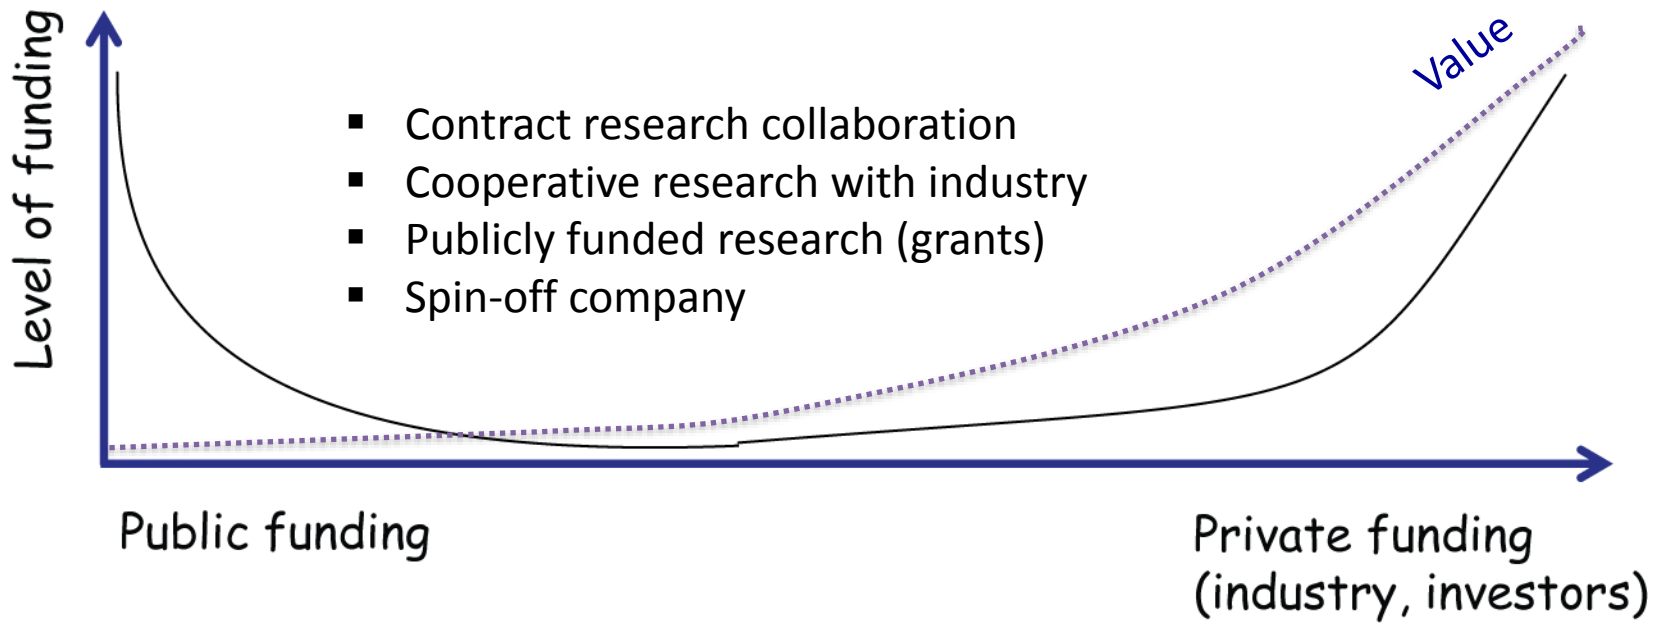 Level of funding
Value
▪ Contract research collaboration
▪ Cooperative research with industry
▪ Publicly funded research (grants)
▪ Spin-off company
Public funding
Private funding
(industry, investors)